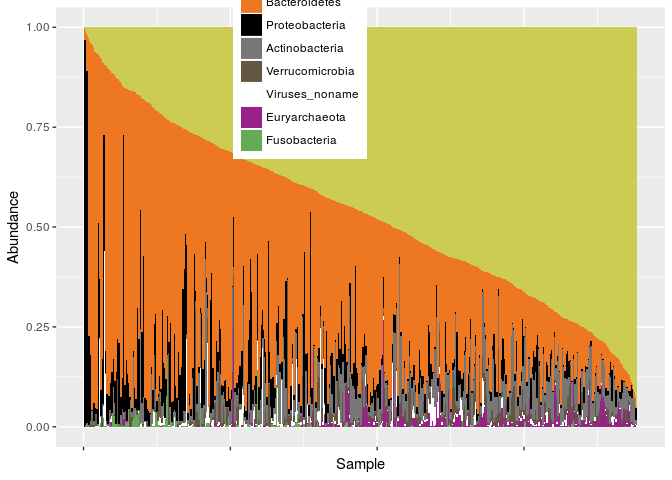 Bacteroidetes
Proteobacteria
Actinobacteria
Verrucomicrobia
Viruses_noname
Euryarchaeota
Fusobacteria
1.00
0.75
0.50
0.25
0.00
Abundance
Sample